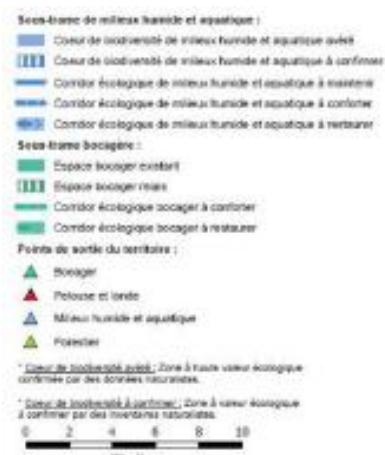 Sous-trame de milieux humide et aquatique :
Coeur de biodiversité de milieux humide et aquatique avéré
Coeur de biodiversité de milieux humide et aquatique à confirmer
Corridor écologique de milieux humide et aquatique à maintenir
Corridor écologique de milieux humide et aquatique à conforter
Corridor écologique de milieux humide et aquatique à restaurer
Sous-trame bocagère :
Espace bocager existant
Espace bocager relais
Corridor écologique bocager à conforter
Corridor écologique bocager à restaurer
Points de sortie du territoire :
Bocager
Pelouse et lande
Milieux humide et aquatique
Forestier
* Coeur de biodiversité avéré : Zone à haute valeur écologique
confirmée par des données naturalistes.
* Coeur de biodiversité à confirmer : Zone à valeur écologique
à confirmer par des inventaires naturalistes.
0 2 4 6 8 10